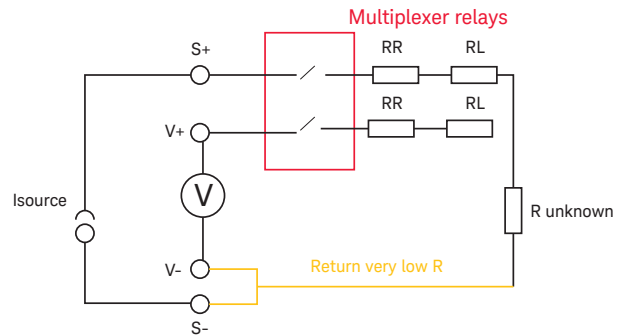 Multiplexer relays
S+
RR
RL
V+
RR
RL
Isource
V
R unknown
V-
Return very low R
S-